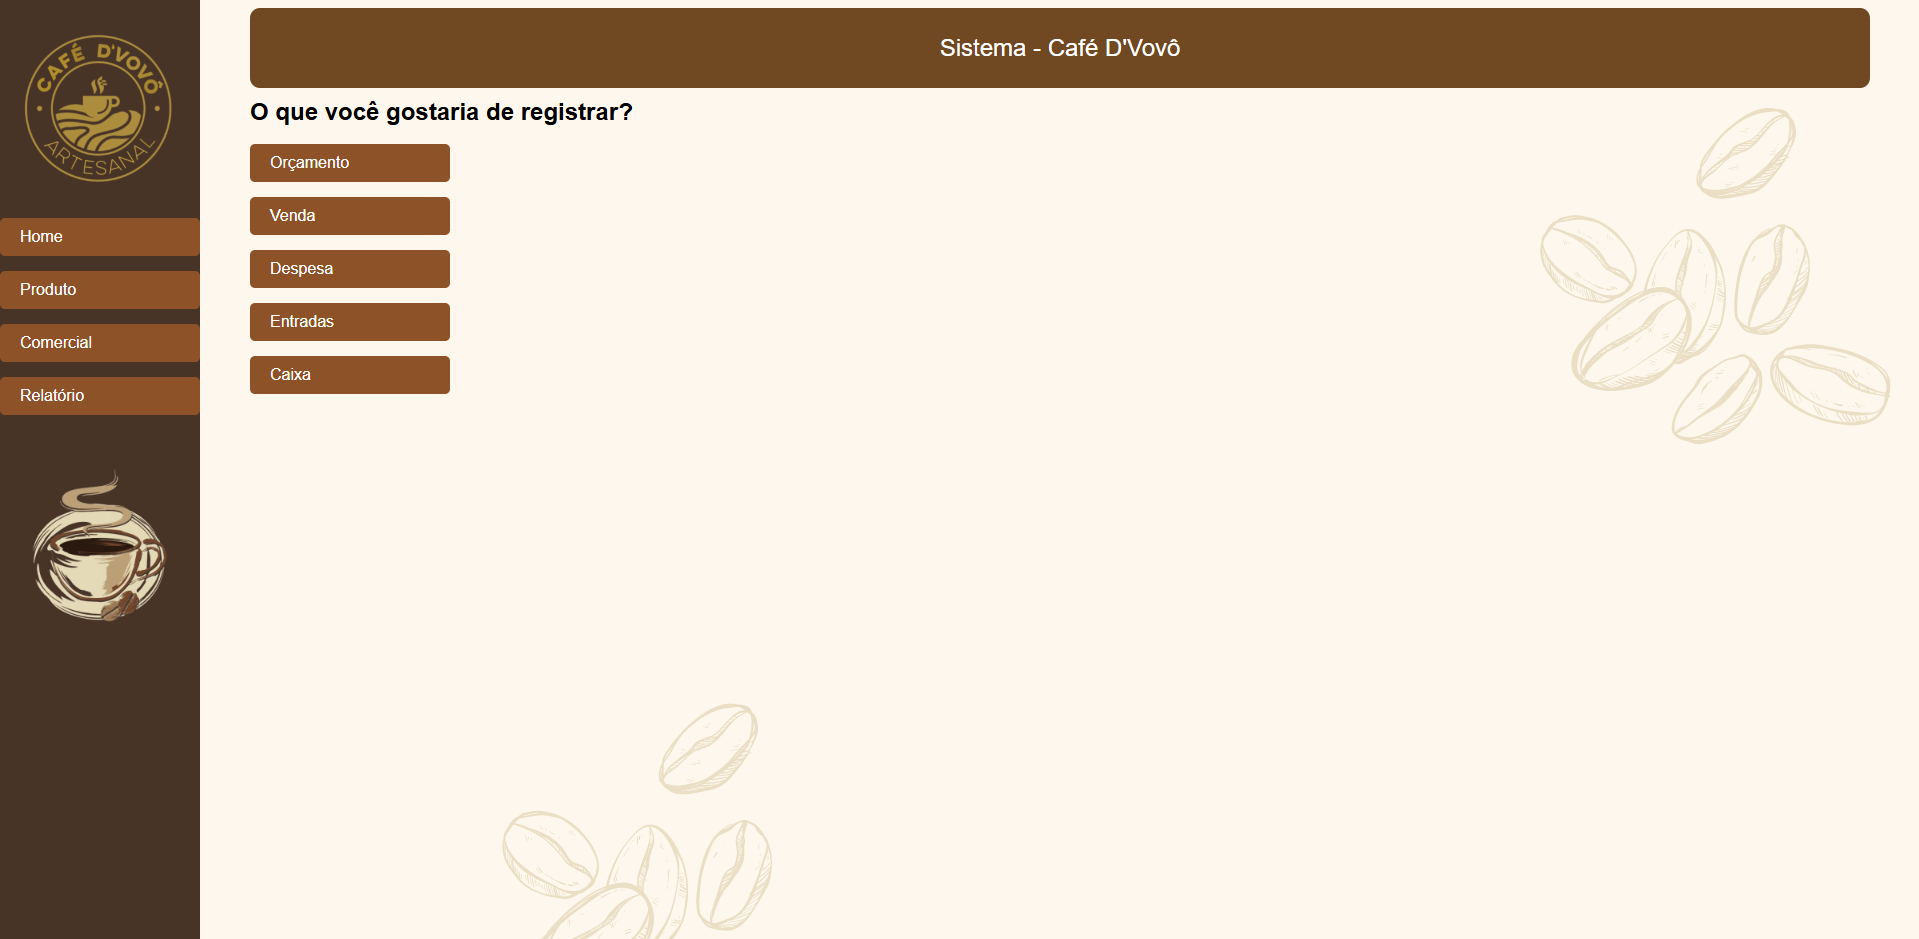 CAFÉ D'VOVÔ
ARTESANAL
Home
Produto
Comercial
Relatório
Sistema - Café D'Vovô
O que você gostaria de registrar?
Orçamento
Venda
Despesa
Entradas
Caixa